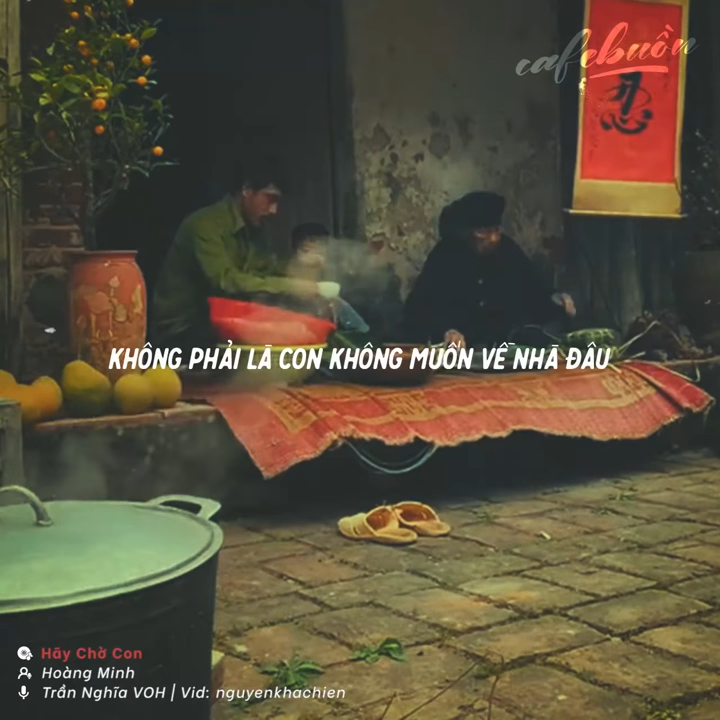 cafebuồn
忍
KHÔNG PHẢI LÀ CON KHÔNG MUỐN VỀ NHÀ ĐÂU
Hãy Chờ Con
Hoàng Minh
Trần Nghĩa VOH | Vid: nguyenkhachien